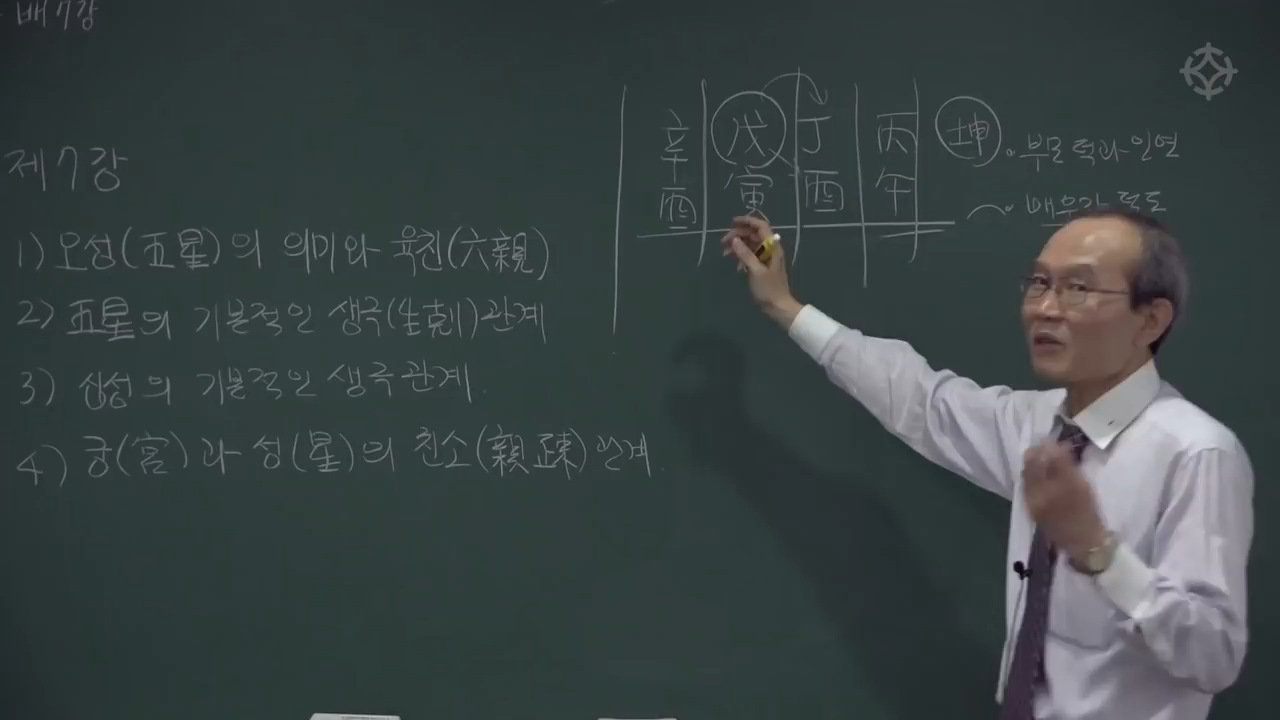 배 7강
제7강
1) 오성(五星)의 의미와 육친(六親)
2) 五星의 기본적인 생극(生剋)관계
3) 십성의 기본적인 생극관계.
4) 궁(宮)과 성(星)의 친소(親疎)관계.
辛 戊 丁 丙 坤
酉 寅 酉 午
· 부모 덕과 인연
· 배우자